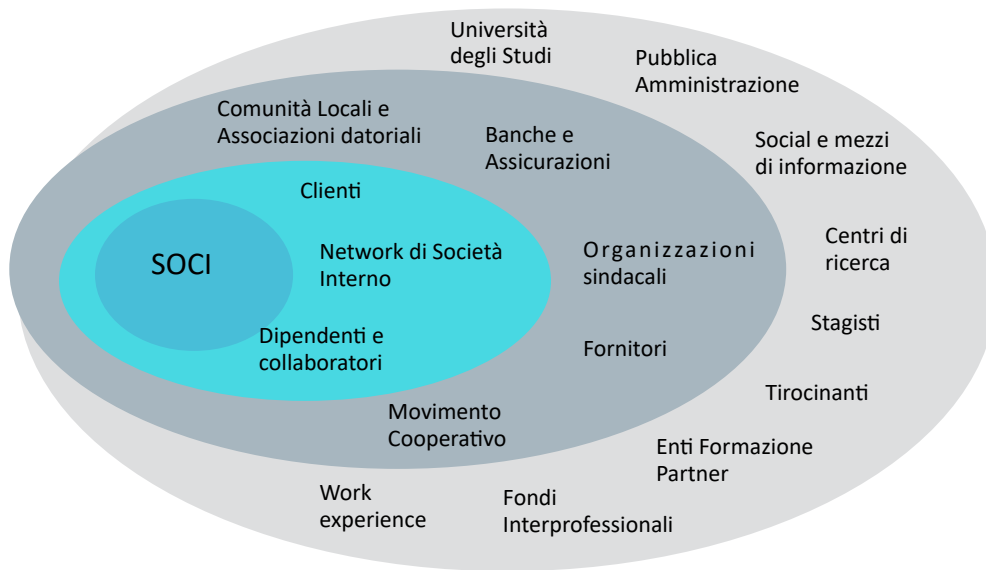 Università
degli Studi
Pubblica
Amministrazione
Comunità Locali e
Associazioni datoriali
Banche e
Assicurazioni
Social e mezzi
di informazione
Clienti
SOCI
Network di Società
Interno
Organizzazioni
sindacali
Centri di
ricerca
Stagisti
Dipendenti e
collaboratori
Fornitori
Tirocinanti
Movimento
Cooperativo
Enti Formazione
Partner
Work
experience
Fondi
Interprofessionali